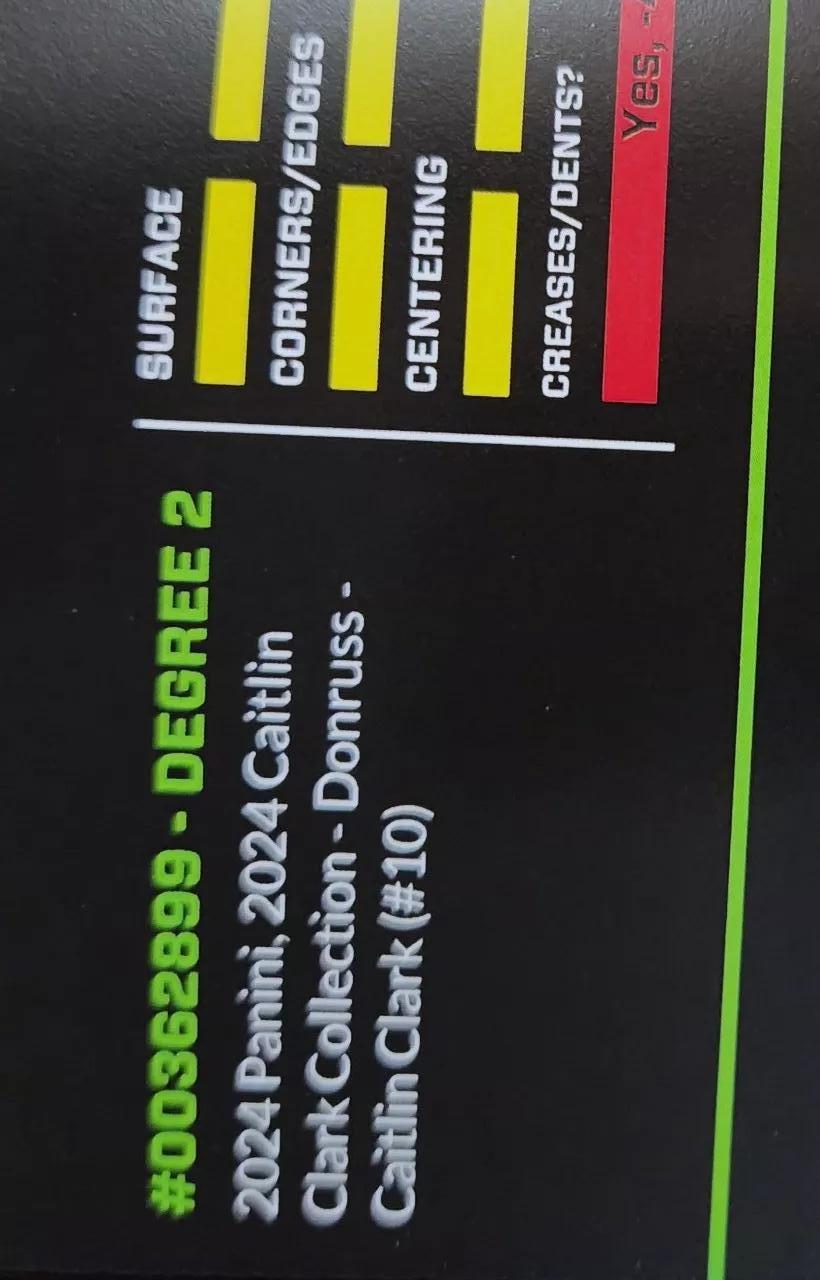 #00362899 - DEGREE 2
2024 Panini, 2024 Caitlin
Clark Collection - Donruss -
Caitlin Clark (#10)
SURFACE
CORNERS/EDGES
CENTERING
CREASES/DENTS?
Yes, -